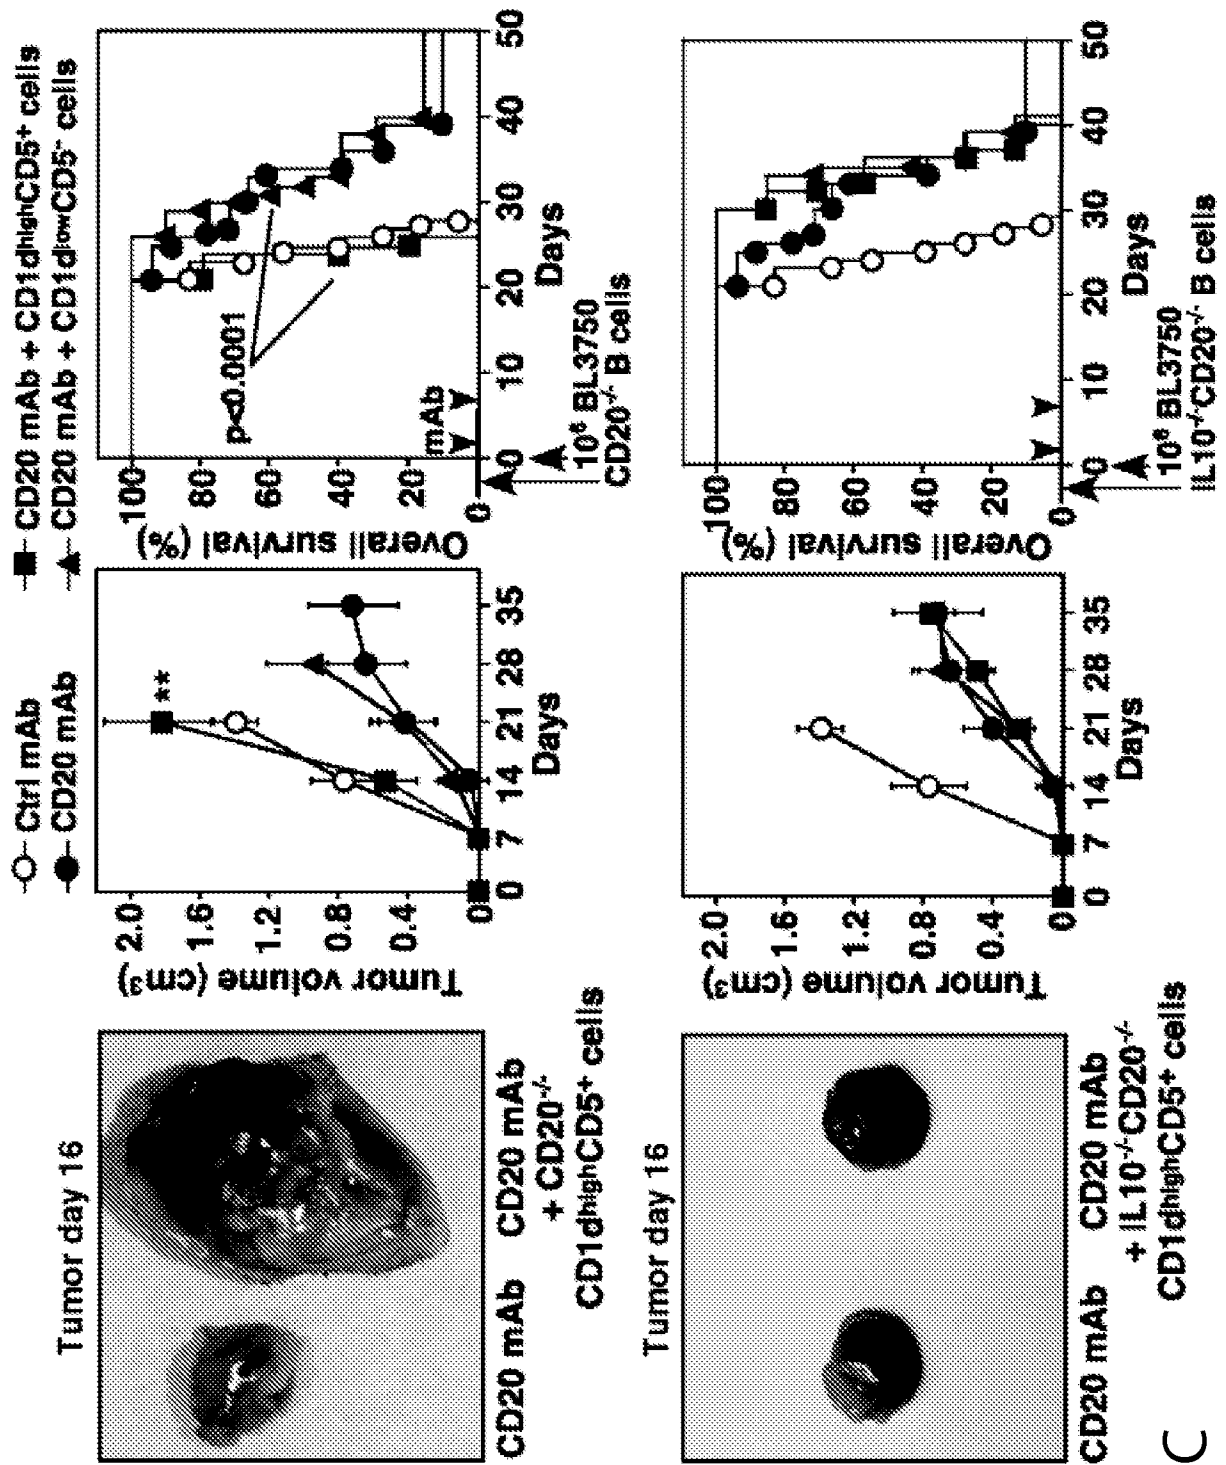 Ctrl mAb
CD20 mAb
CD20 mAb + CD1dhighCD5+ cells
CD20 mAb + CD1dlowCD5- cells
Tumor day 16
CD20 mAb
CD20 mAb
+ CD20-/-
CD1dhighCD5+ cells
Tumor volume (cm3)
2.0
1.6
1.2
0.8
0.4
0
**
0 7 14 21 28 35
Days
Overall survival (%)
100
80
60
40
20
0
p<0.0001
mAb
0 10 20 30 40 50
Days
10⁶ BL3750
CD20-/- B cells
Tumor day 16
CD20 mAb
CD20 mAb
+ IL10-/-CD20-/-
CD1dhighCD5+ cells
Tumor volume (cm3)
2.0
1.6
1.2
0.8
0.4
0
0 7 14 21 28 35
Days
Overall survival (%)
100
80
60
40
20
0
0 10 20 30 40 50
Days
10⁶ BL3750
IL10-/-CD20-/- B cells
C